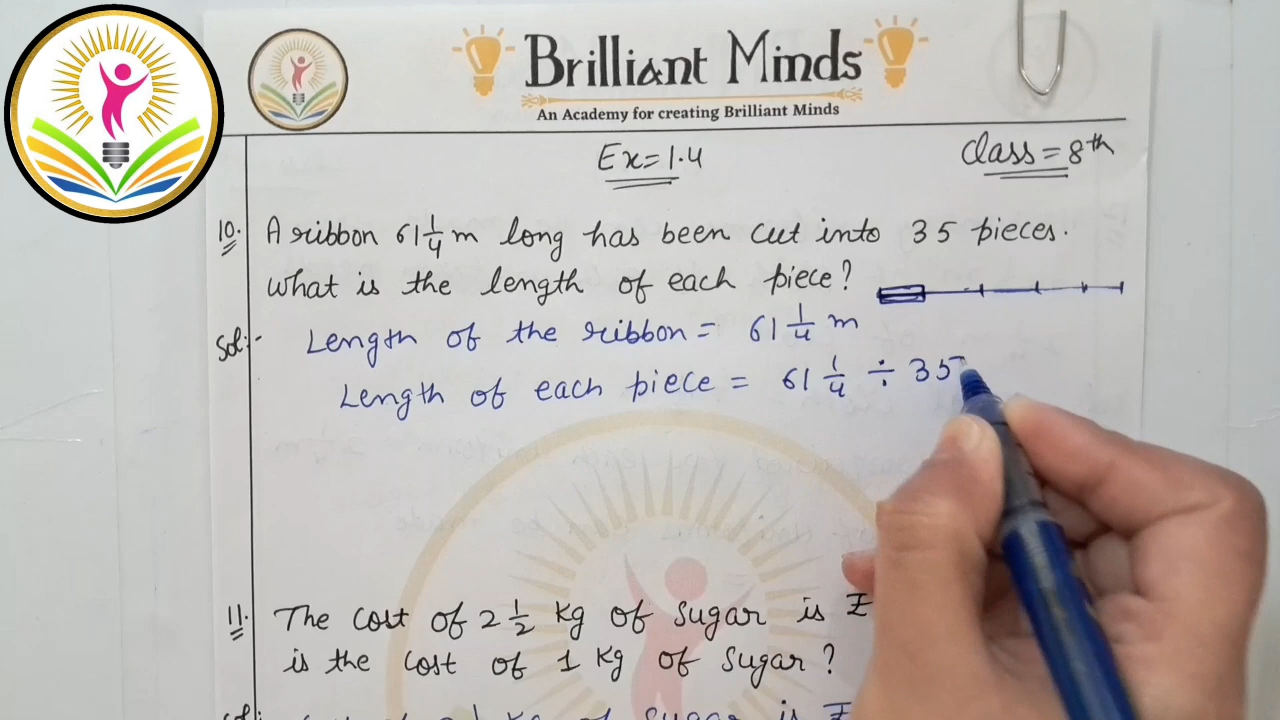 Brilliant Minds
An Academy for creating Brilliant Minds
Ex=1.4
Class = 8th
10. A ribbon 61 1/4 m long has been cut into 35 pieces.
what is the length of each piece?
Sol:- Length of the ribbon = 61 1/4 m
Length of each piece = 61 1/4 ÷ 35
11. The cost of 2 1/2 Kg of sugar is ₹
is the cost of 1 Kg of sugar?